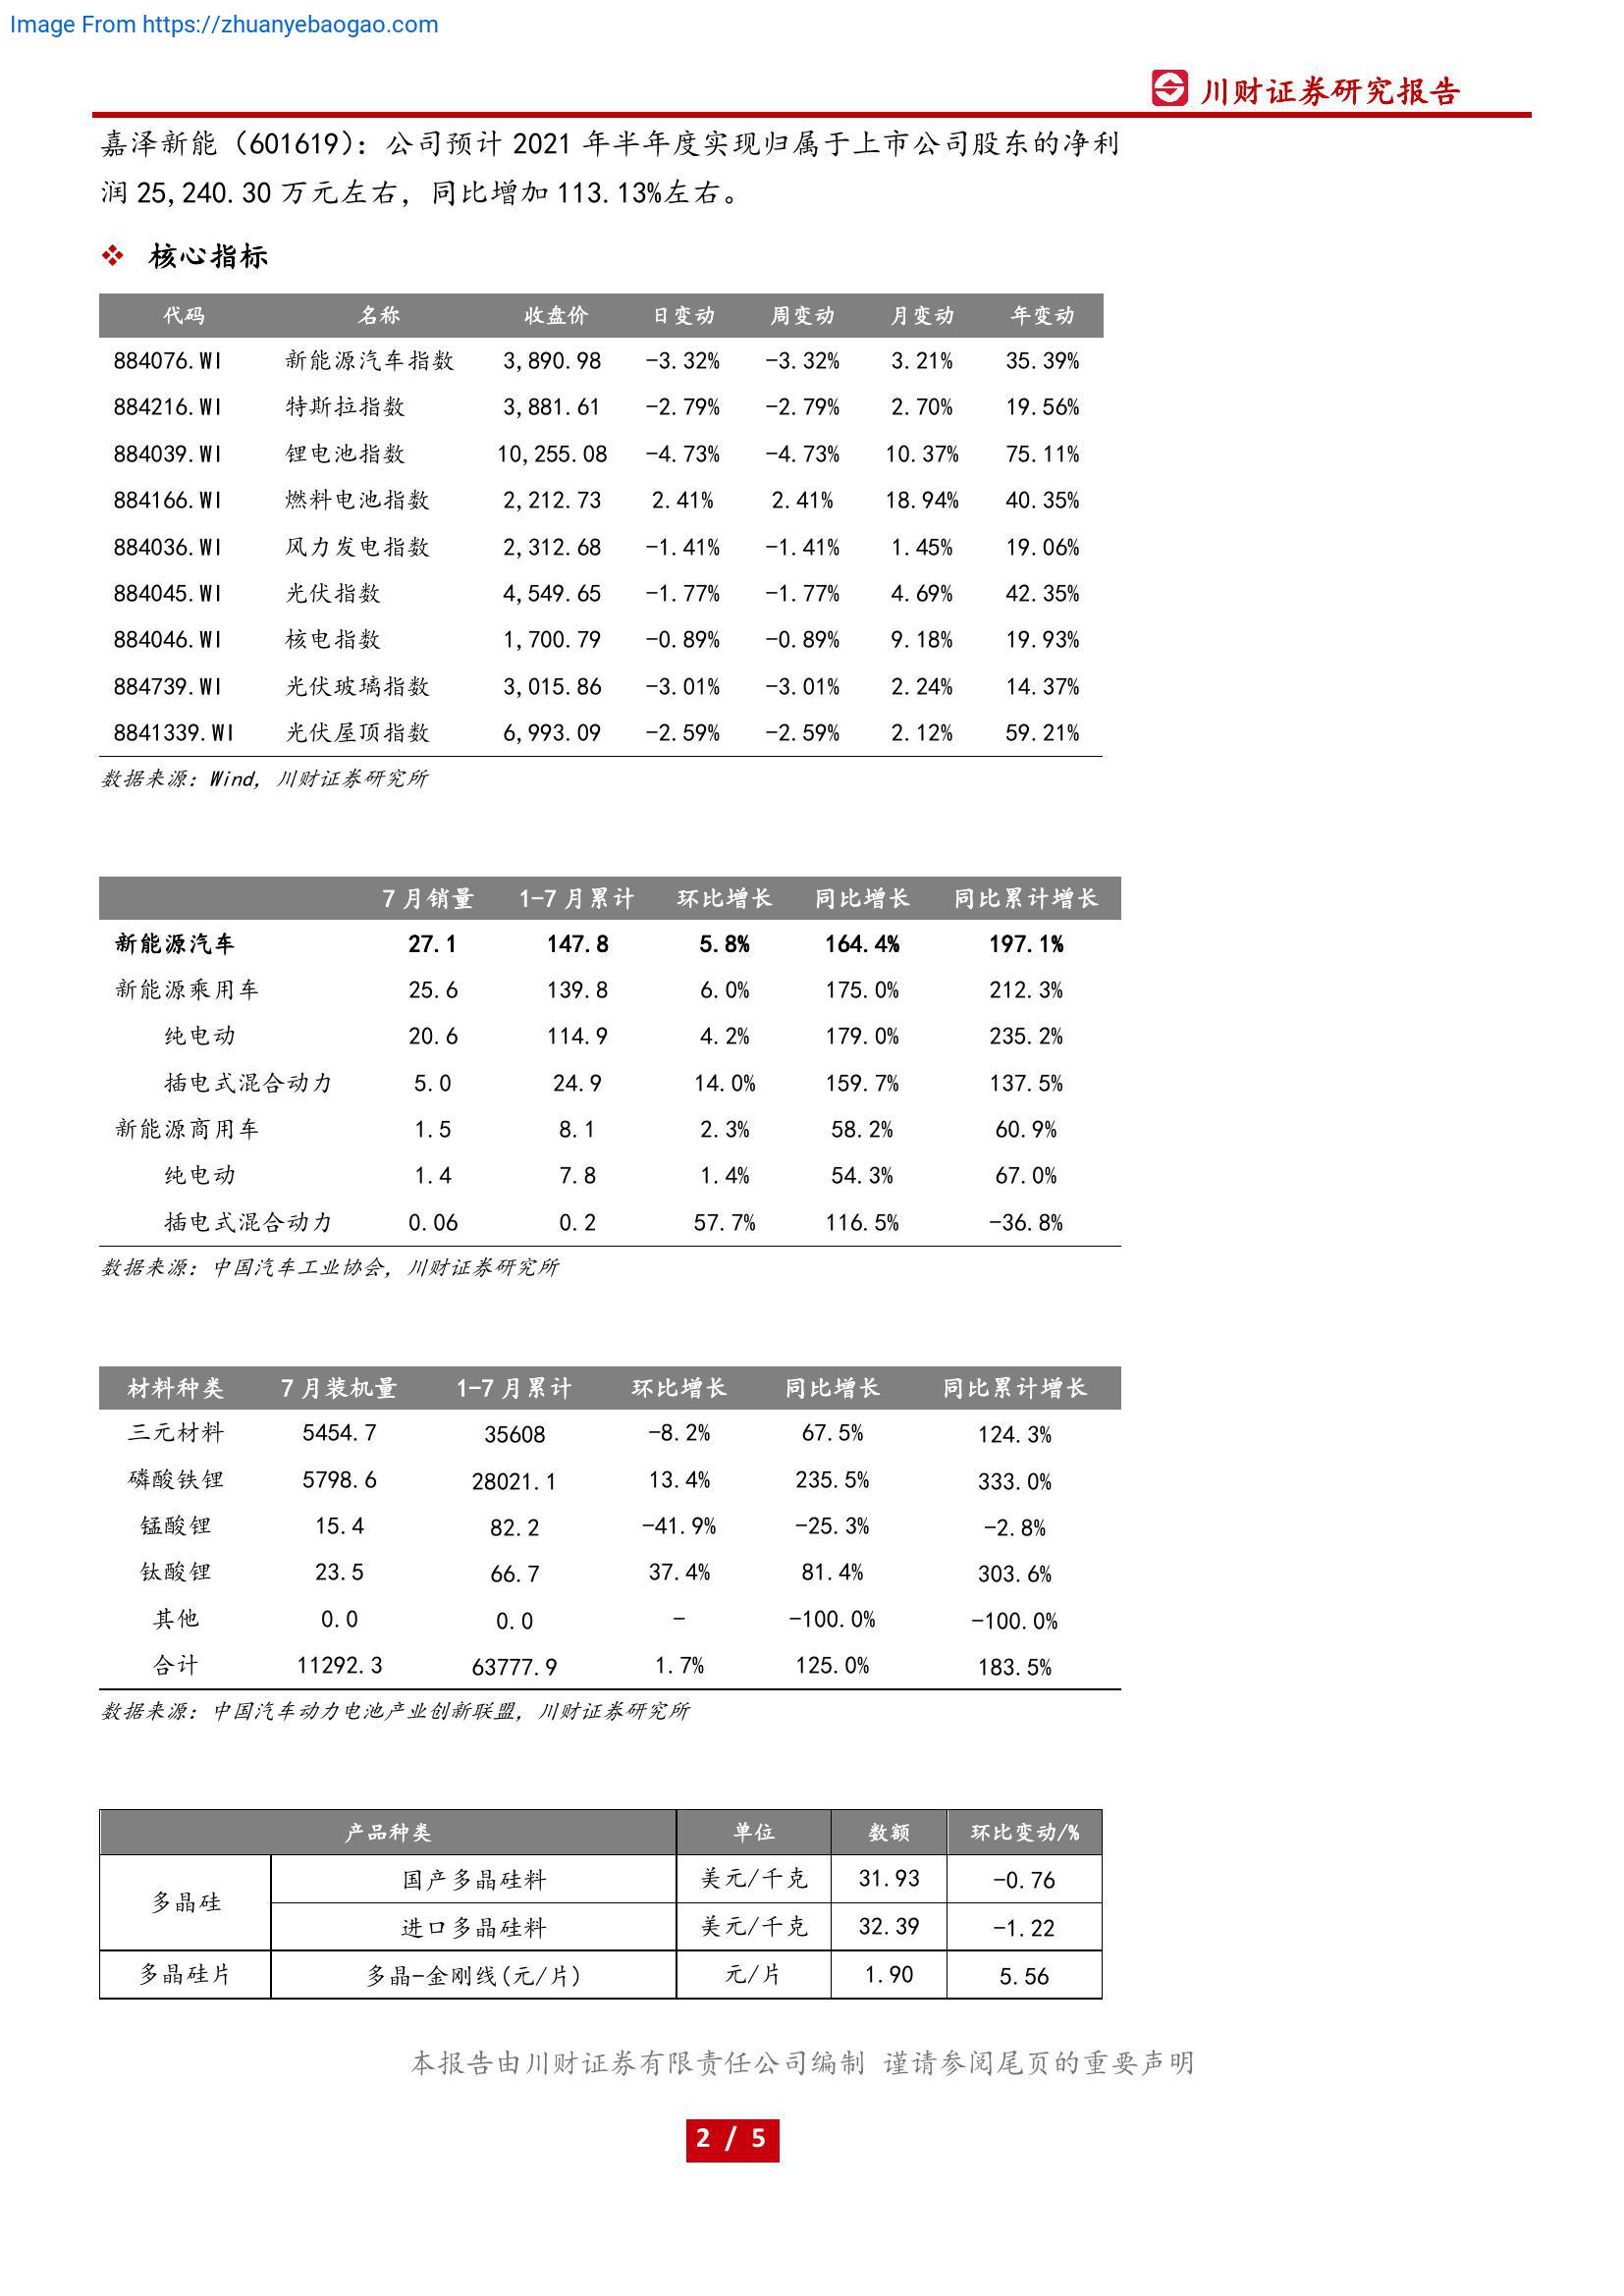 Image From https://zhuanyebaogao.com
川财证券研究报告
嘉泽新能（601619）：公司预计 2021 年半年度实现归属于上市公司股东的净利
润 25,240.30 万元左右，同比增加 113.13%左右。
❖ 核心指标
代码 名称 收盘价 日变动 周变动 月变动 年变动
884076.WI 新能源汽车指数 3,890.98 -3.32% -3.32% 3.21% 35.39%
884216.WI 特斯拉指数 3,881.61 -2.79% -2.79% 2.70% 19.56%
884039.WI 锂电池指数 10,255.08 -4.73% -4.73% 10.37% 75.11%
884166.WI 燃料电池指数 2,212.73 2.41% 2.41% 18.94% 40.35%
884036.WI 风力发电指数 2,312.68 -1.41% -1.41% 1.45% 19.06%
884045.WI 光伏指数 4,549.65 -1.77% -1.77% 4.69% 42.35%
884046.WI 核电指数 1,700.79 -0.89% -0.89% 9.18% 19.93%
884739.WI 光伏玻璃指数 3,015.86 -3.01% -3.01% 2.24% 14.37%
8841339.WI 光伏屋顶指数 6,993.09 -2.59% -2.59% 2.12% 59.21%
数据来源：Wind，川财证券研究所
7 月销量 1-7 月累计 环比增长 同比增长 同比累计增长
新能源汽车 27.1 147.8 5.8% 164.4% 197.1%
新能源乘用车 25.6 139.8 6.0% 175.0% 212.3%
纯电动 20.6 114.9 4.2% 179.0% 235.2%
插电式混合动力 5.0 24.9 14.0% 159.7% 137.5%
新能源商用车 1.5 8.1 2.3% 58.2% 60.9%
纯电动 1.4 7.8 1.4% 54.3% 67.0%
插电式混合动力 0.06 0.2 57.7% 116.5% -36.8%
数据来源：中国汽车工业协会，川财证券研究所
材料种类 7 月装机量 1-7 月累计 环比增长 同比增长 同比累计增长
三元材料 5454.7 35608 -8.2% 67.5% 124.3%
磷酸铁锂 5798.6 28021.1 13.4% 235.5% 333.0%
锰酸锂 15.4 82.2 -41.9% -25.3% -2.8%
钛酸锂 23.5 66.7 37.4% 81.4% 303.6%
其他 0.0 0.0 - -100.0% -100.0%
合计 11292.3 63777.9 1.7% 125.0% 183.5%
数据来源：中国汽车动力电池产业创新联盟，川财证券研究所
产品种类 单位 数额 环比变动/%
多晶硅 国产多晶硅料 美元/千克 31.93 -0.76
进口多晶硅料 美元/千克 32.39 -1.22
多晶硅片 多晶-金刚线(元/片) 元/片 1.90 5.56
本报告由川财证券有限责任公司编制 谨请参阅尾页的重要声明
2 / 5